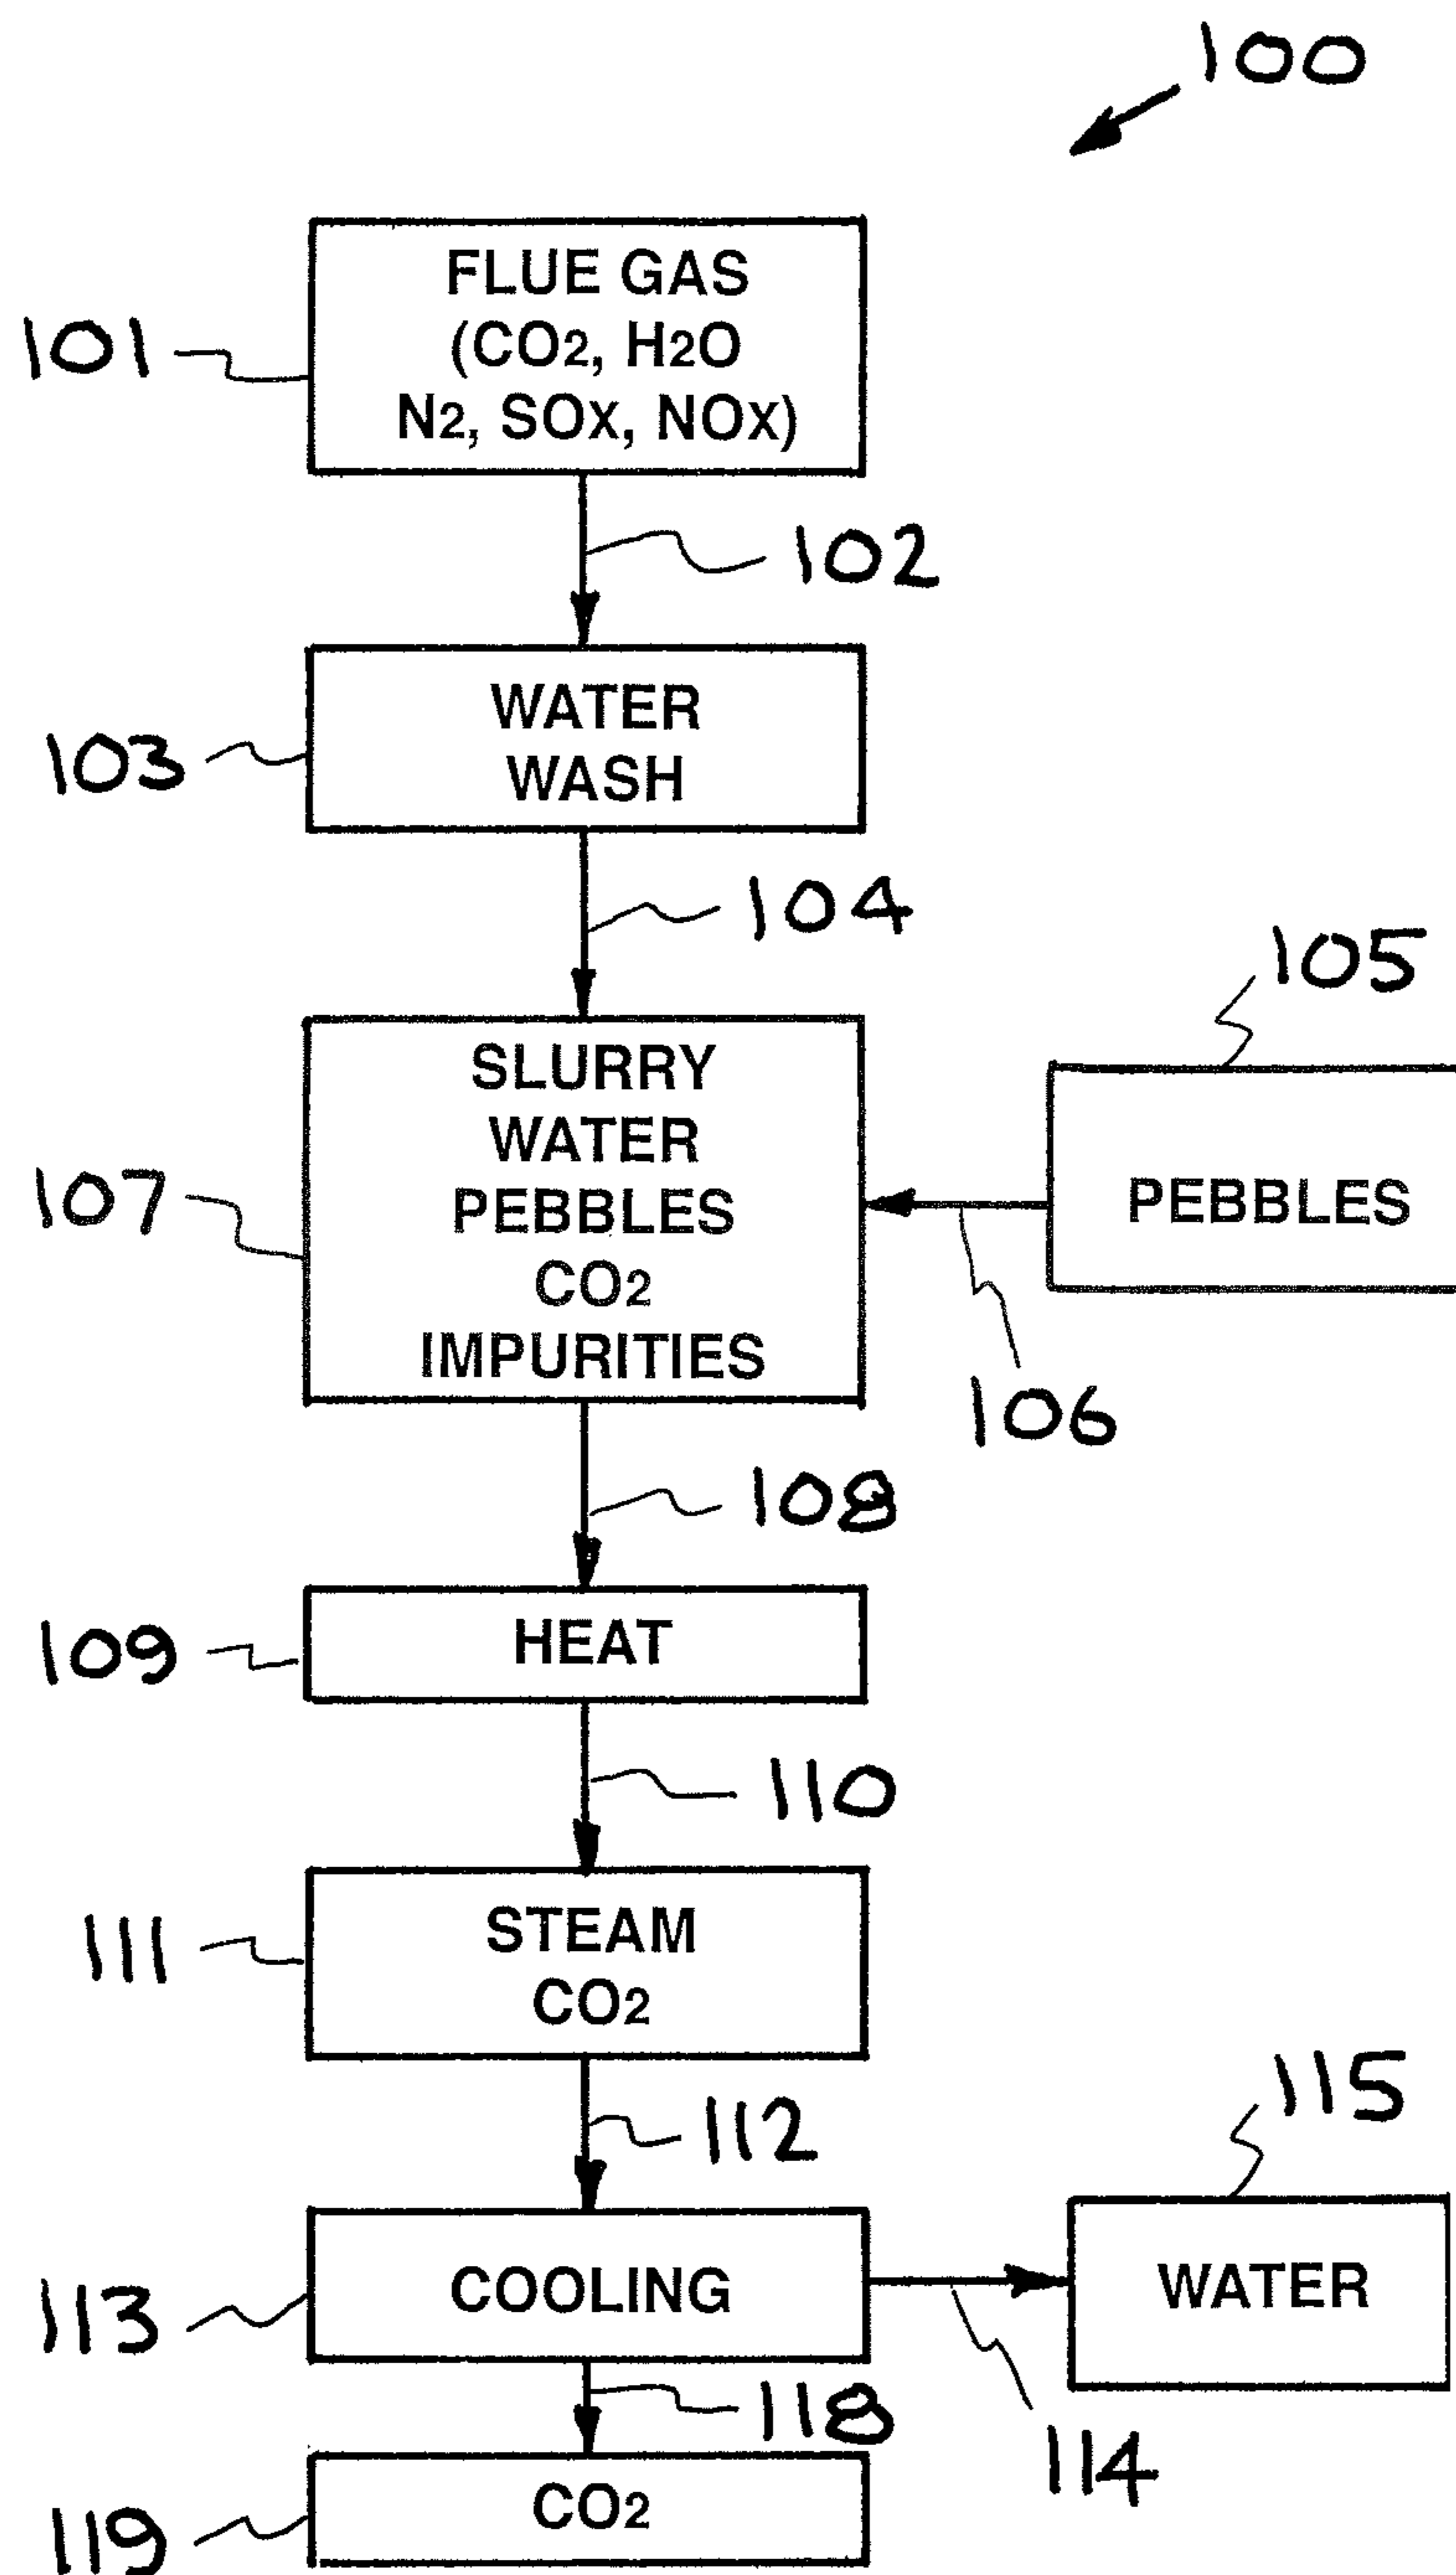 100
FLUE GAS
(CO2, H2O
N2, SOX, NOX)
101
102
WATER
WASH
103
104
105
SLURRY
WATER
PEBBLES
CO2
IMPURITIES
107
PEBBLES
106
108
HEAT
109
110
STEAM
CO2
111
112
115
COOLING
113
WATER
114
118
CO2
119